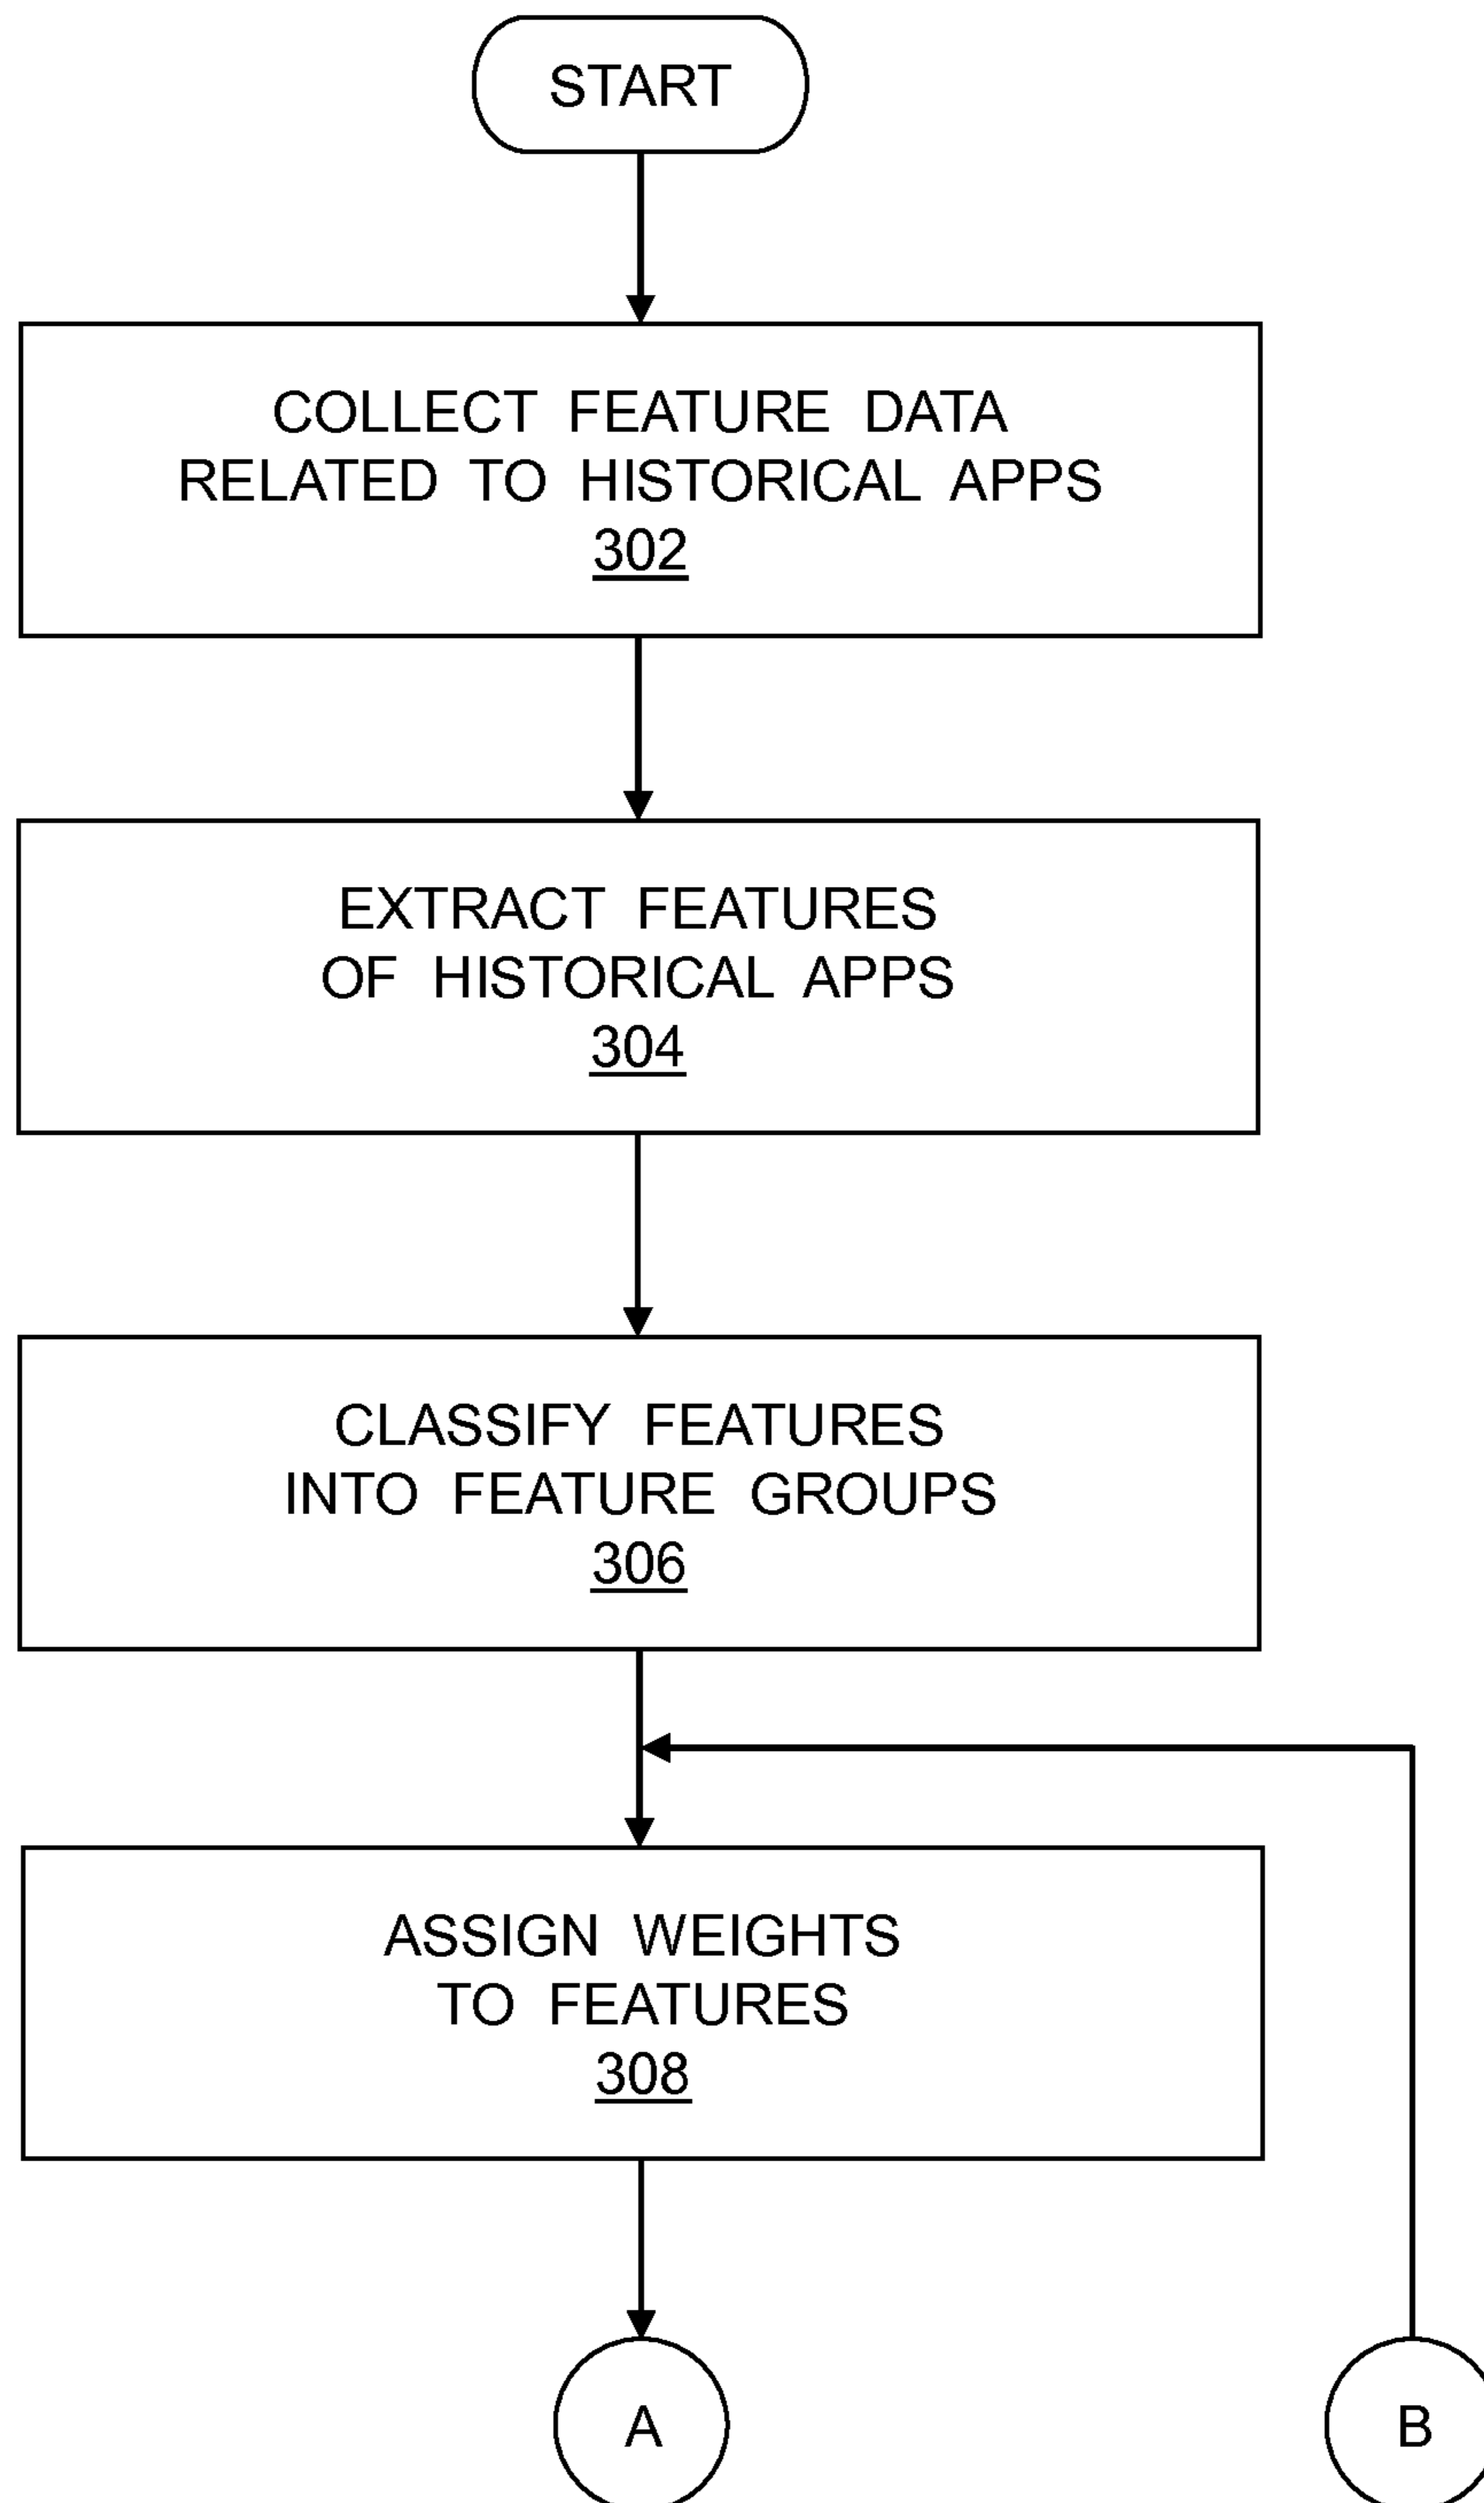 START
COLLECT FEATURE DATA
RELATED TO HISTORICAL APPS
302
EXTRACT FEATURES
OF HISTORICAL APPS
304
CLASSIFY FEATURES
INTO FEATURE GROUPS
306
ASSIGN WEIGHTS
TO FEATURES
308
A
B